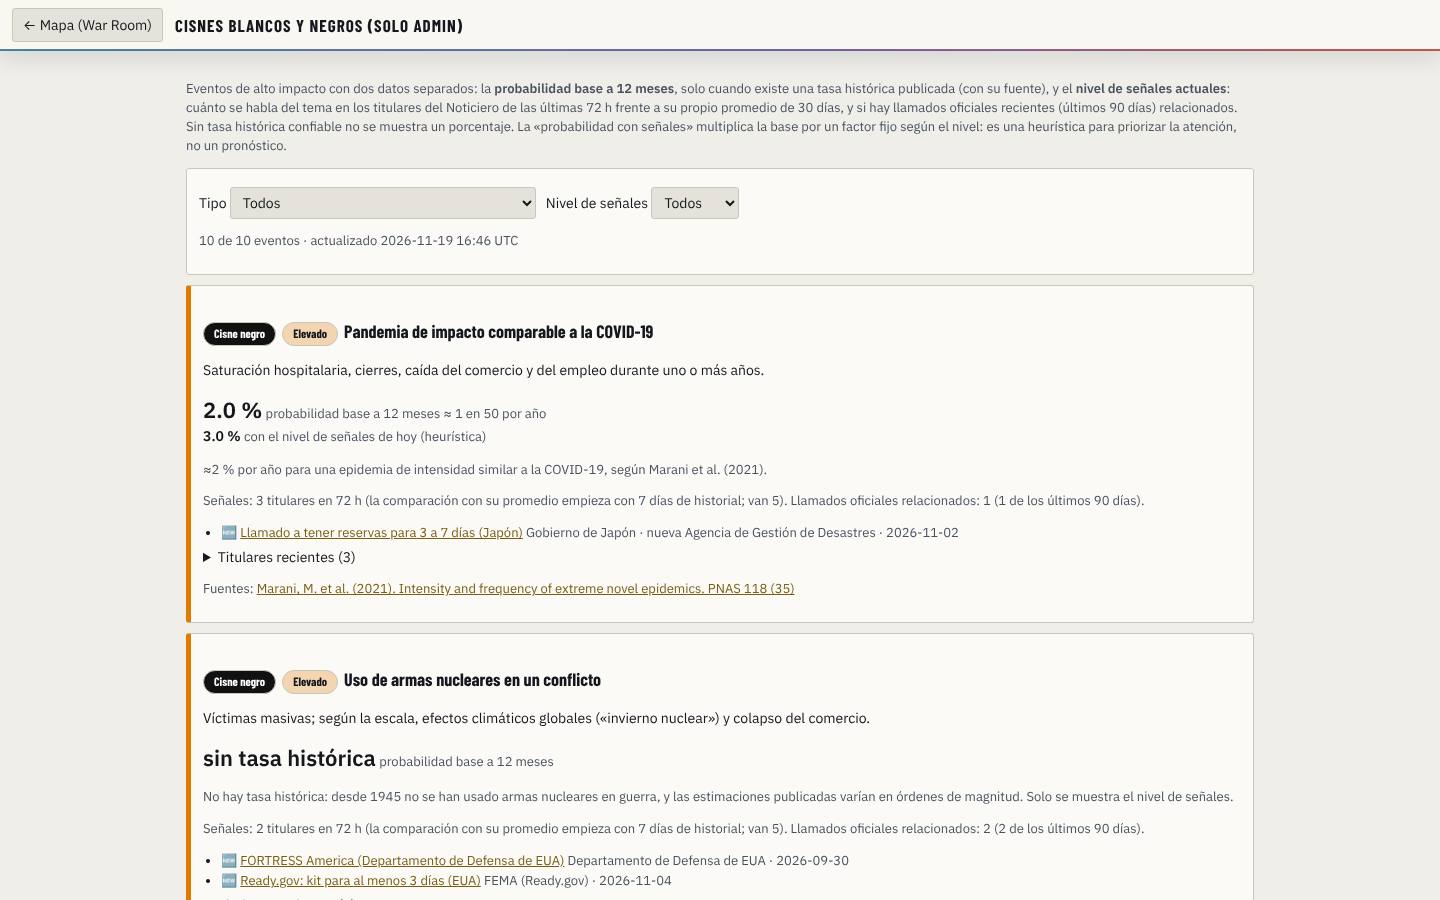 ← Mapa (War Room) CISNES BLANCOS Y NEGROS (SOLO ADMIN)
Eventos de alto impacto con dos datos separados: la probabilidad base a 12 meses, solo cuando existe una tasa histórica publicada (con su fuente), y el nivel de señales actuales:
cuánto se habla del tema en los titulares del Noticiero de las últimas 72 h frente a su propio promedio de 30 días, y si hay llamados oficiales recientes (últimos 90 días) relacionados.
Sin tasa histórica confiable no se muestra un porcentaje. La «probabilidad con señales» multiplica la base por un factor fijo según el nivel: es una heurística para priorizar la atención,
no un pronóstico.
Tipo Todos Nivel de señales Todos
10 de 10 eventos · actualizado 2026-11-19 16:46 UTC
Cisne negro Elevado Pandemia de impacto comparable a la COVID-19
Saturación hospitalaria, cierres, caída del comercio y del empleo durante uno o más años.
2.0 % probabilidad base a 12 meses ≈ 1 en 50 por año
3.0 % con el nivel de señales de hoy (heurística)
≈2 % por año para una epidemia de intensidad similar a la COVID-19, según Marani et al. (2021).
Señales: 3 titulares en 72 h (la comparación con su promedio empieza con 7 días de historial; van 5). Llamados oficiales relacionados: 1 (1 de los últimos 90 días).
• 🆕 Llamado a tener reservas para 3 a 7 días (Japón) Gobierno de Japón · nueva Agencia de Gestión de Desastres · 2026-11-02
▶ Titulares recientes (3)
Fuentes: Marani, M. et al. (2021). Intensity and frequency of extreme novel epidemics. PNAS 118 (35)
Cisne negro Elevado Uso de armas nucleares en un conflicto
Víctimas masivas; según la escala, efectos climáticos globales («invierno nuclear») y colapso del comercio.
sin tasa histórica probabilidad base a 12 meses
No hay tasa histórica: desde 1945 no se han usado armas nucleares en guerra, y las estimaciones publicadas varían en órdenes de magnitud. Solo se muestra el nivel de señales.
Señales: 2 titulares en 72 h (la comparación con su promedio empieza con 7 días de historial; van 5). Llamados oficiales relacionados: 2 (2 de los últimos 90 días).
• 🆕 FORTRESS America (Departamento de Defensa de EUA) Departamento de Defensa de EUA · 2026-09-30
• 🆕 Ready.gov: kit para al menos 3 días (EUA) FEMA (Ready.gov) · 2026-11-04